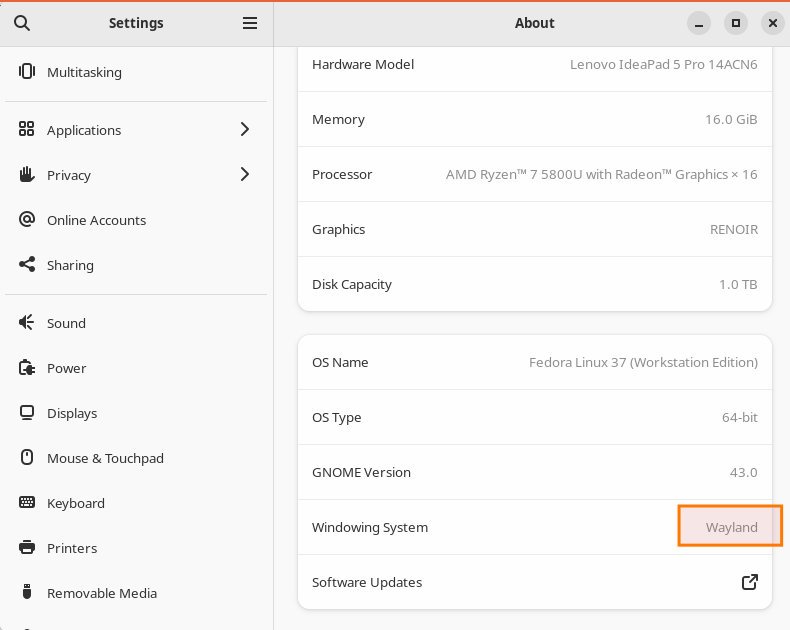 Settings
Multitasking
Applications
Privacy
Online Accounts
Sharing
Sound
Power
Displays
Mouse & Touchpad
Keyboard
Printers
Removable Media
About
Hardware Model Lenovo IdeaPad 5 Pro 14ACN6
Memory 16.0 GiB
Processor AMD Ryzen™ 7 5800U with Radeon™ Graphics × 16
Graphics RENOIR
Disk Capacity 1.0 TB
OS Name Fedora Linux 37 (Workstation Edition)
OS Type 64-bit
GNOME Version 43.0
Windowing System Wayland
Software Updates